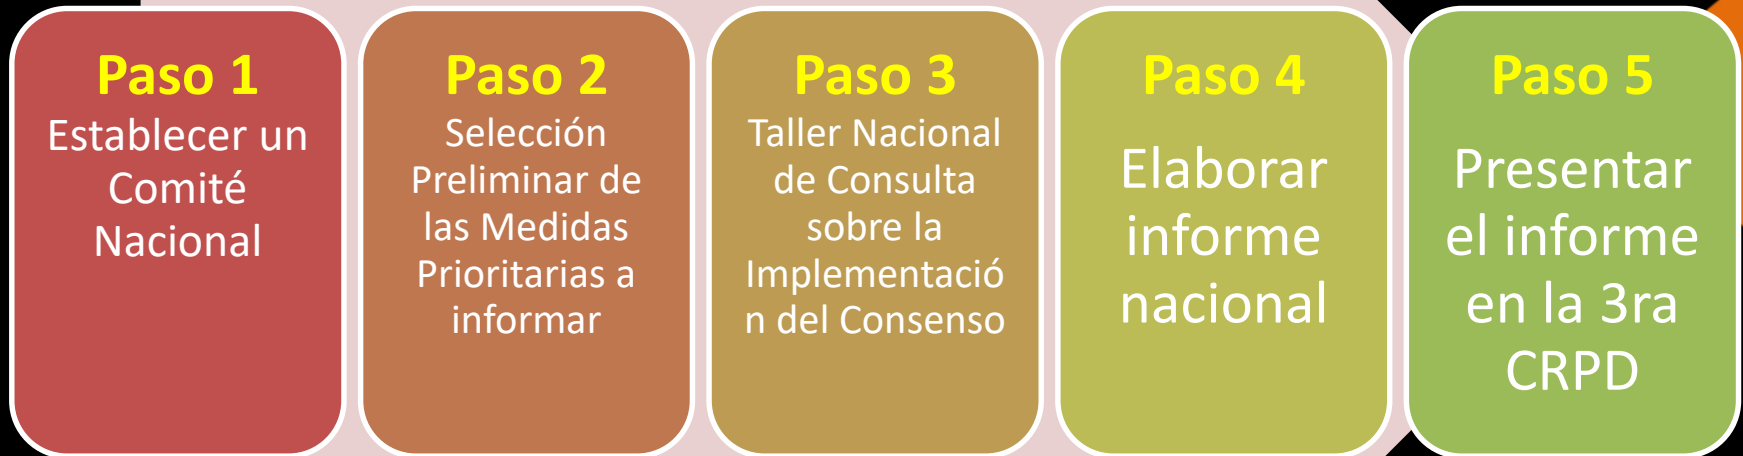 Paso 1
Establecer un
Comité
Nacional
Paso 2
Selección
Preliminar de
las Medidas
Prioritarias a
informar
Paso 3
Taller Nacional
de Consulta
sobre la
Implementació
n del Consenso
Paso 4
Elaborar
informe
nacional
Paso 5
Presentar
el informe
en la 3ra
CRPD